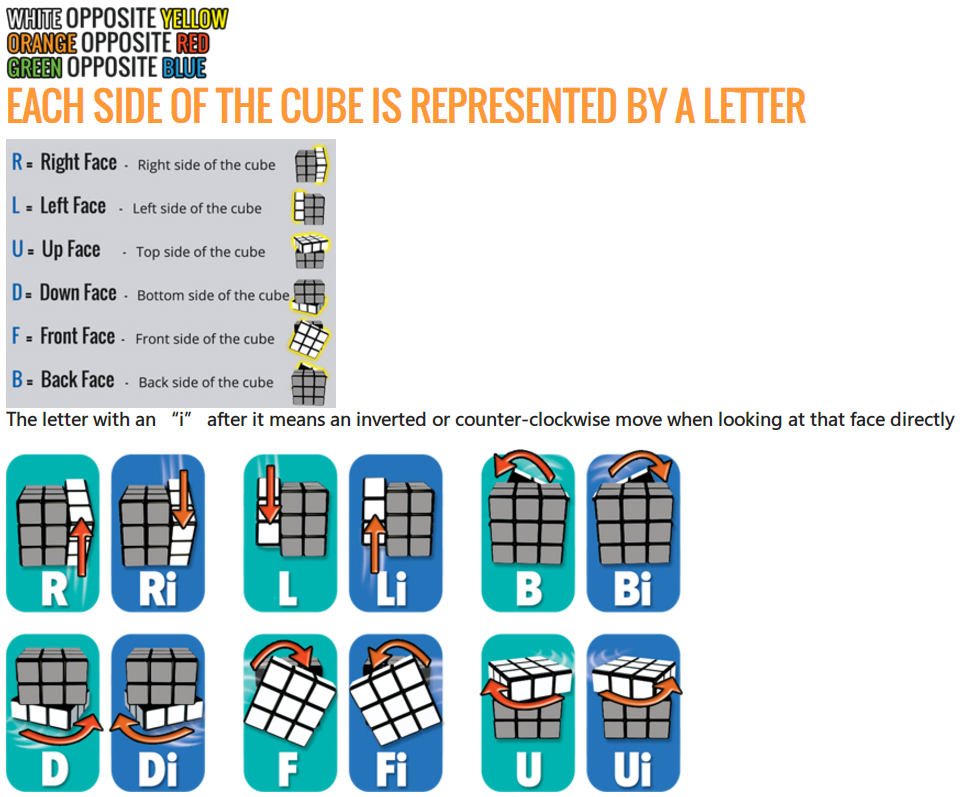 WHITE OPPOSITE YELLOW
ORANGE OPPOSITE RED
GREEN OPPOSITE BLUE
EACH SIDE OF THE CUBE IS REPRESENTED BY A LETTER
R = Right Face - Right side of the cube
L = Left Face - Left side of the cube
U = Up Face - Top side of the cube
D = Down Face - Bottom side of the cube
F = Front Face - Front side of the cube
B = Back Face - Back side of the cube
The letter with an “i” after it means an inverted or counter-clockwise move when looking at that face directly
R Ri L Li B Bi
D Di F Fi U Ui